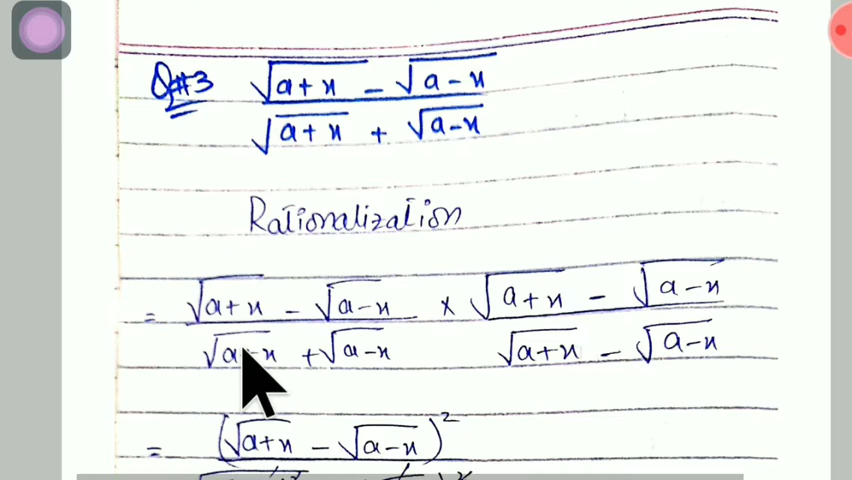 Q#3 √(a+x) - √(a-x)
√(a+x) + √(a-x)
Rationalization
= √(a+x) - √(a-x) × √(a+x) - √(a-x)
√(a-x) + √(a-x) √(a+x) - √(a-x)
= (√(a+x) - √(a-x))²